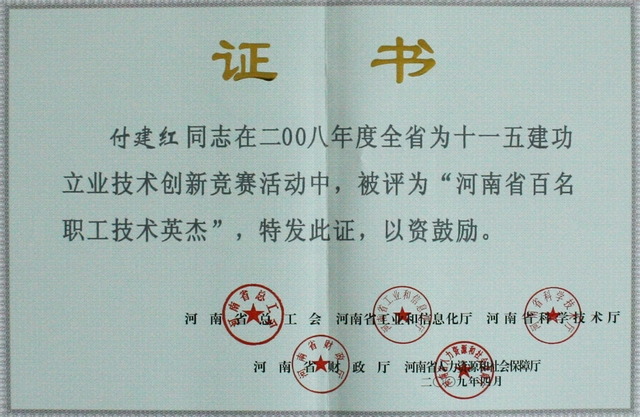 证 书
付建红同志在二00八年度全省为十一五建功
立业技术创新竞赛活动中，被评为“河南省百名
职工技术英杰”，特发此证，以资鼓励。
河南省总工会 河南省工业和信息化厅 河南省科学技术厅
河南省财政厅 河南省人力资源和社会保障厅
二〇〇九年四月